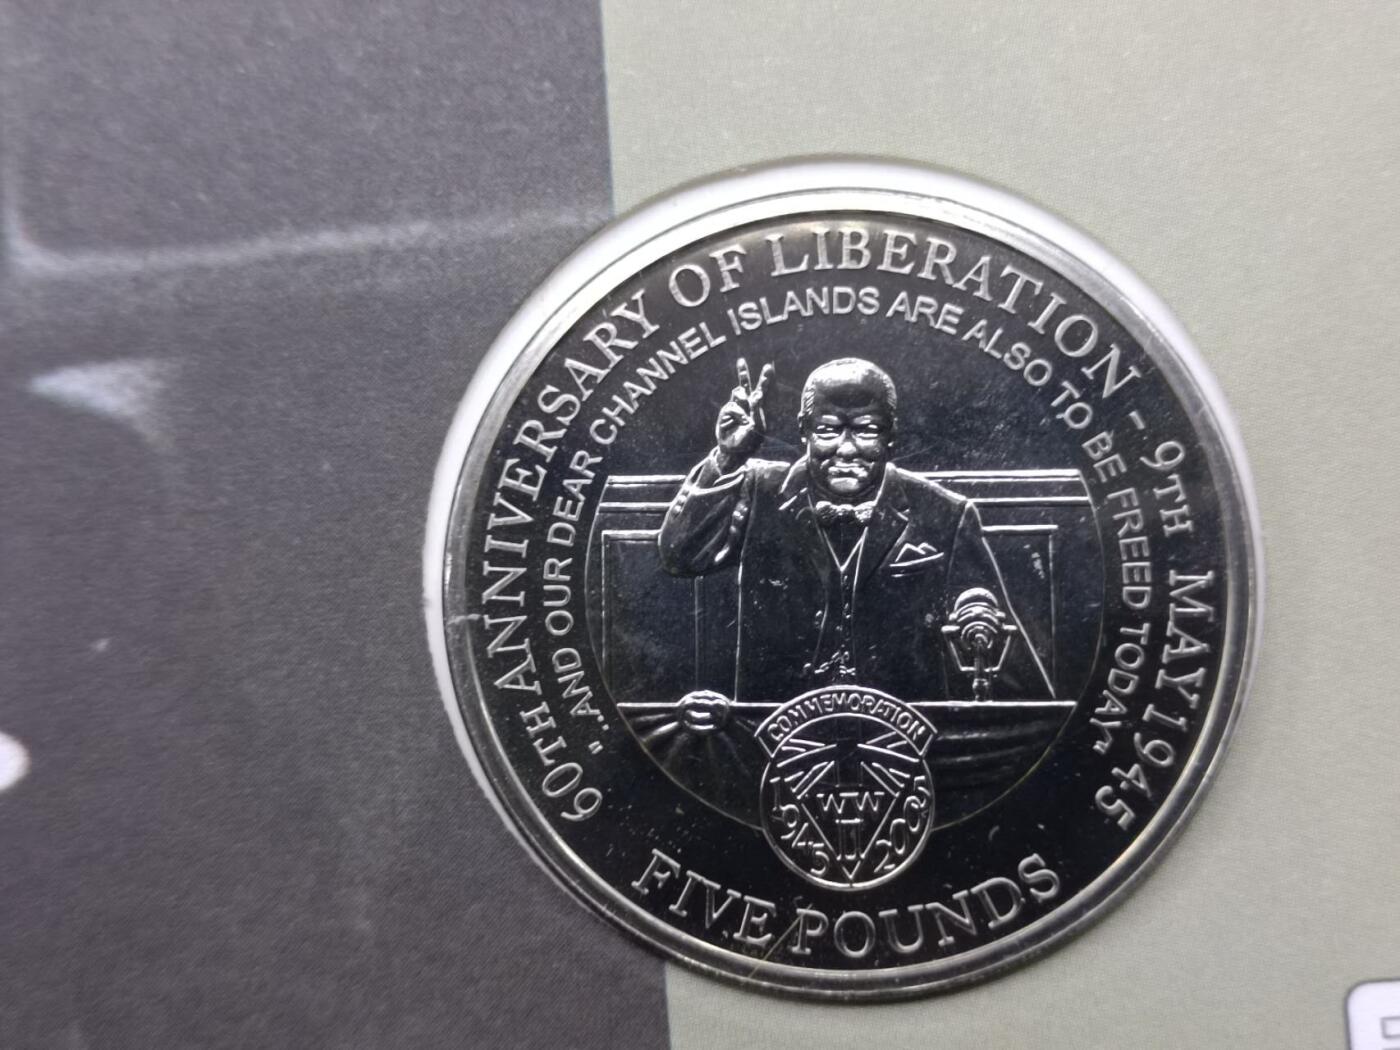 60TH ANNIVERSARY OF LIBERATION - 9TH MAY 1945
"...AND OUR DEAR CHANNEL ISLANDS ARE ALSO TO BE FREED TODAY"
COMMEMORATION
1945 WW 2005
II
FIVE POUNDS